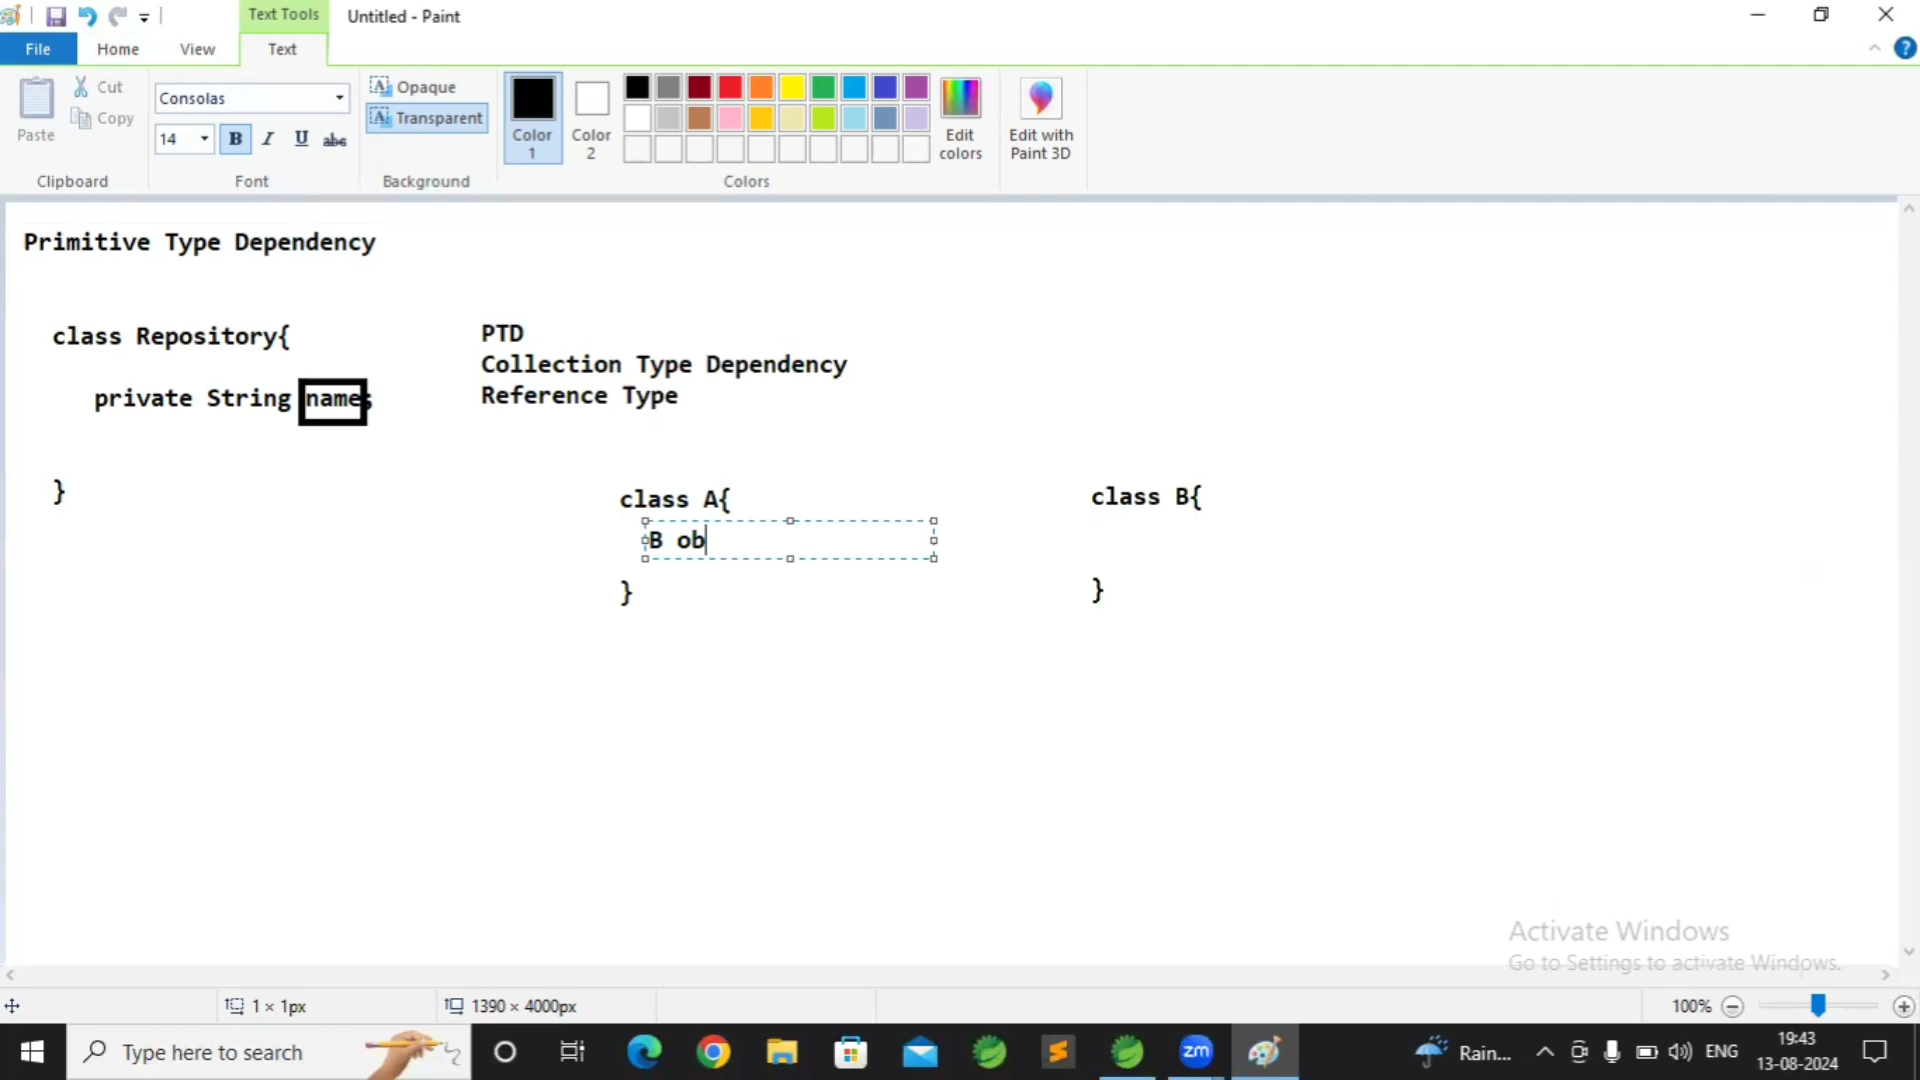 Text Tools
Untitled - Paint
File
Home
View
Text
Paste
Cut
Copy
Clipboard
Consolas
14
B
I
U
abc
Font
Opaque
Transparent
Background
Color
1
Color
2
Edit
colors
Colors
Edit with
Paint 3D
Primitive Type Dependency
class Repository{
private String name;
}
PTD
Collection Type Dependency
Reference Type
class A{
B ob
}
class B{
}
Activate Windows
Go to Settings to activate Windows.
1 × 1px
1390 × 4000px
100%
Type here to search
zm
Rain...
ENG
19:43
13-08-2024